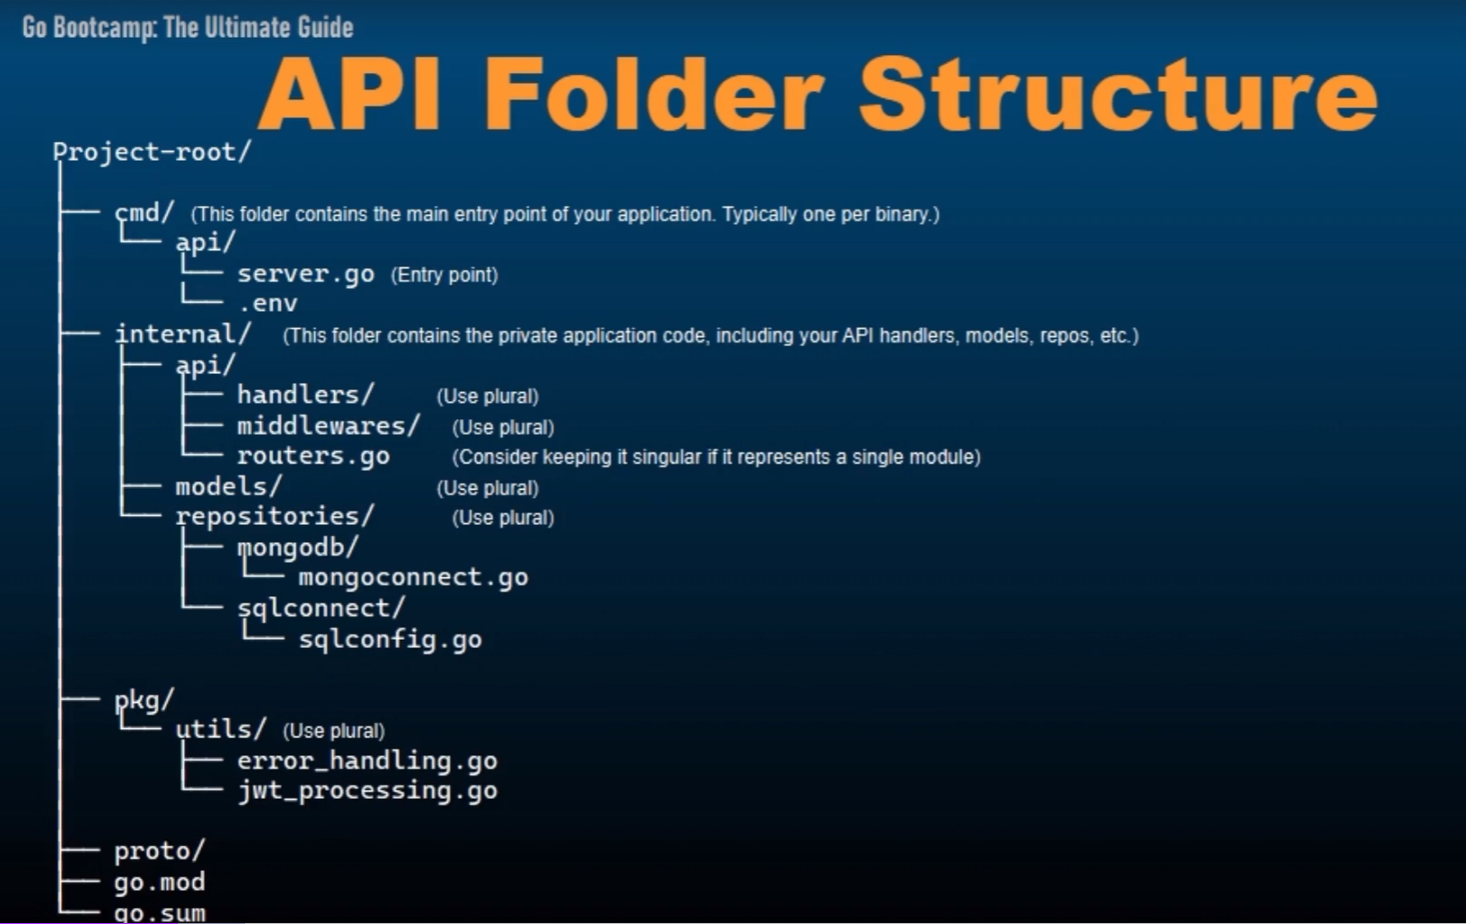 Go Bootcamp: The Ultimate Guide
API Folder Structure
Project-root/
cmd/ (This folder contains the main entry point of your application. Typically one per binary.)
api/
server.go (Entry point)
.env
internal/ (This folder contains the private application code, including your API handlers, models, repos, etc.)
api/
handlers/ (Use plural)
middlewares/ (Use plural)
routers.go (Consider keeping it singular if it represents a single module)
models/ (Use plural)
repositories/ (Use plural)
mongodb/
mongoconnect.go
sqlconnect/
sqlconfig.go
pkg/
utils/ (Use plural)
error_handling.go
jwt_processing.go
proto/
go.mod
go.sum